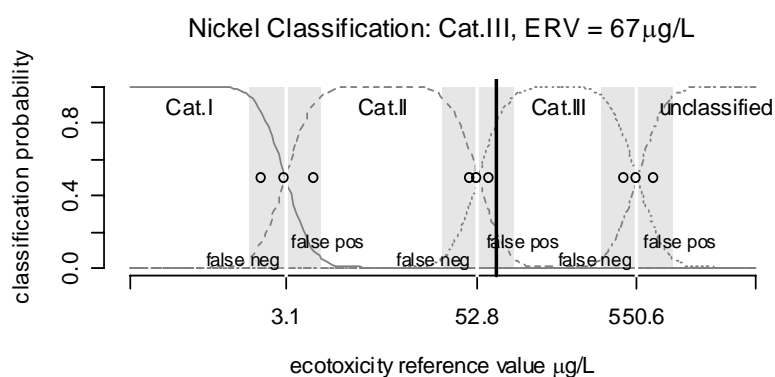 Nickel Classification: Cat.III, ERV = 67µg/L
classification probability
0.0 0.4 0.8
Cat.I Cat.II Cat.III unclassified
false pos false pos false pos
false neg false neg false neg
3.1 52.8 550.6
ecotoxicity reference value µg/L